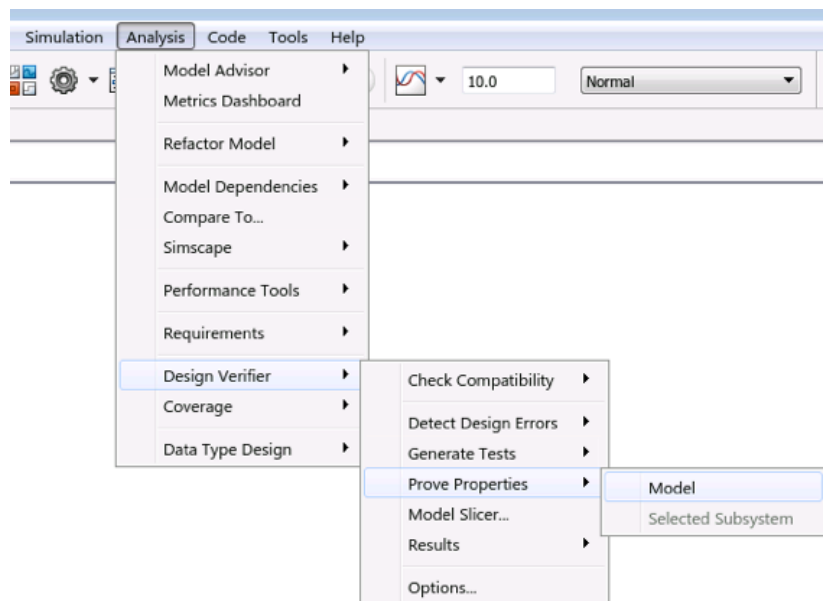 Simulation Analysis Code Tools Help
10.0 Normal
Model Advisor
Metrics Dashboard
Refactor Model
Model Dependencies
Compare To...
Simscape
Performance Tools
Requirements
Design Verifier
Coverage
Data Type Design
Check Compatibility
Detect Design Errors
Generate Tests
Prove Properties
Model Slicer...
Results
Options...
Model
Selected Subsystem